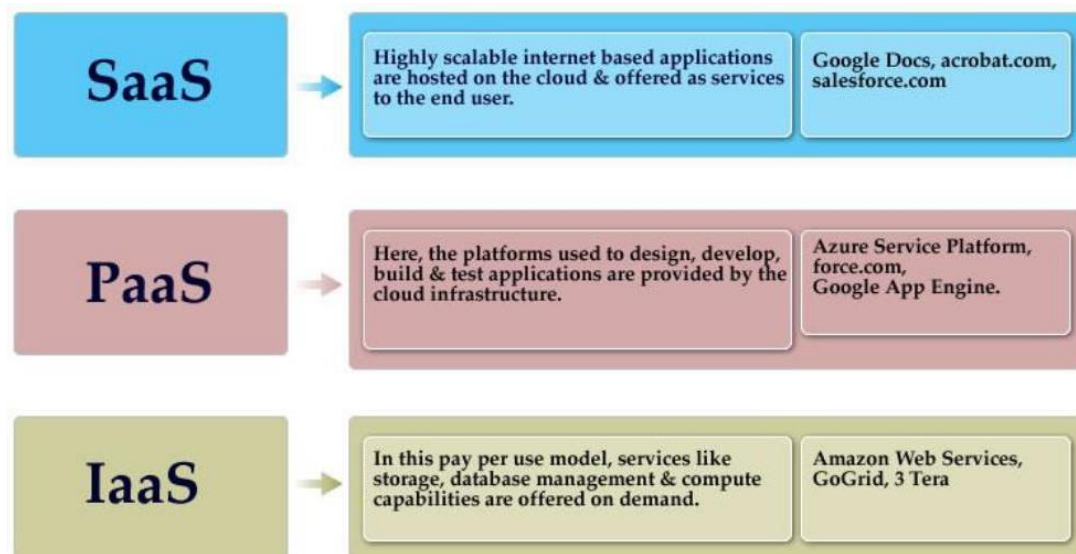 SaaS
Highly scalable internet based applications
are hosted on the cloud & offered as services
to the end user.
Google Docs, acrobat.com,
salesforce.com
PaaS
Here, the platforms used to design, develop,
build & test applications are provided by the
cloud infrastructure.
Azure Service Platform,
force.com,
Google App Engine.
IaaS
In this pay per use model, services like
storage, database management & compute
capabilities are offered on demand.
Amazon Web Services,
GoGrid, 3 Tera